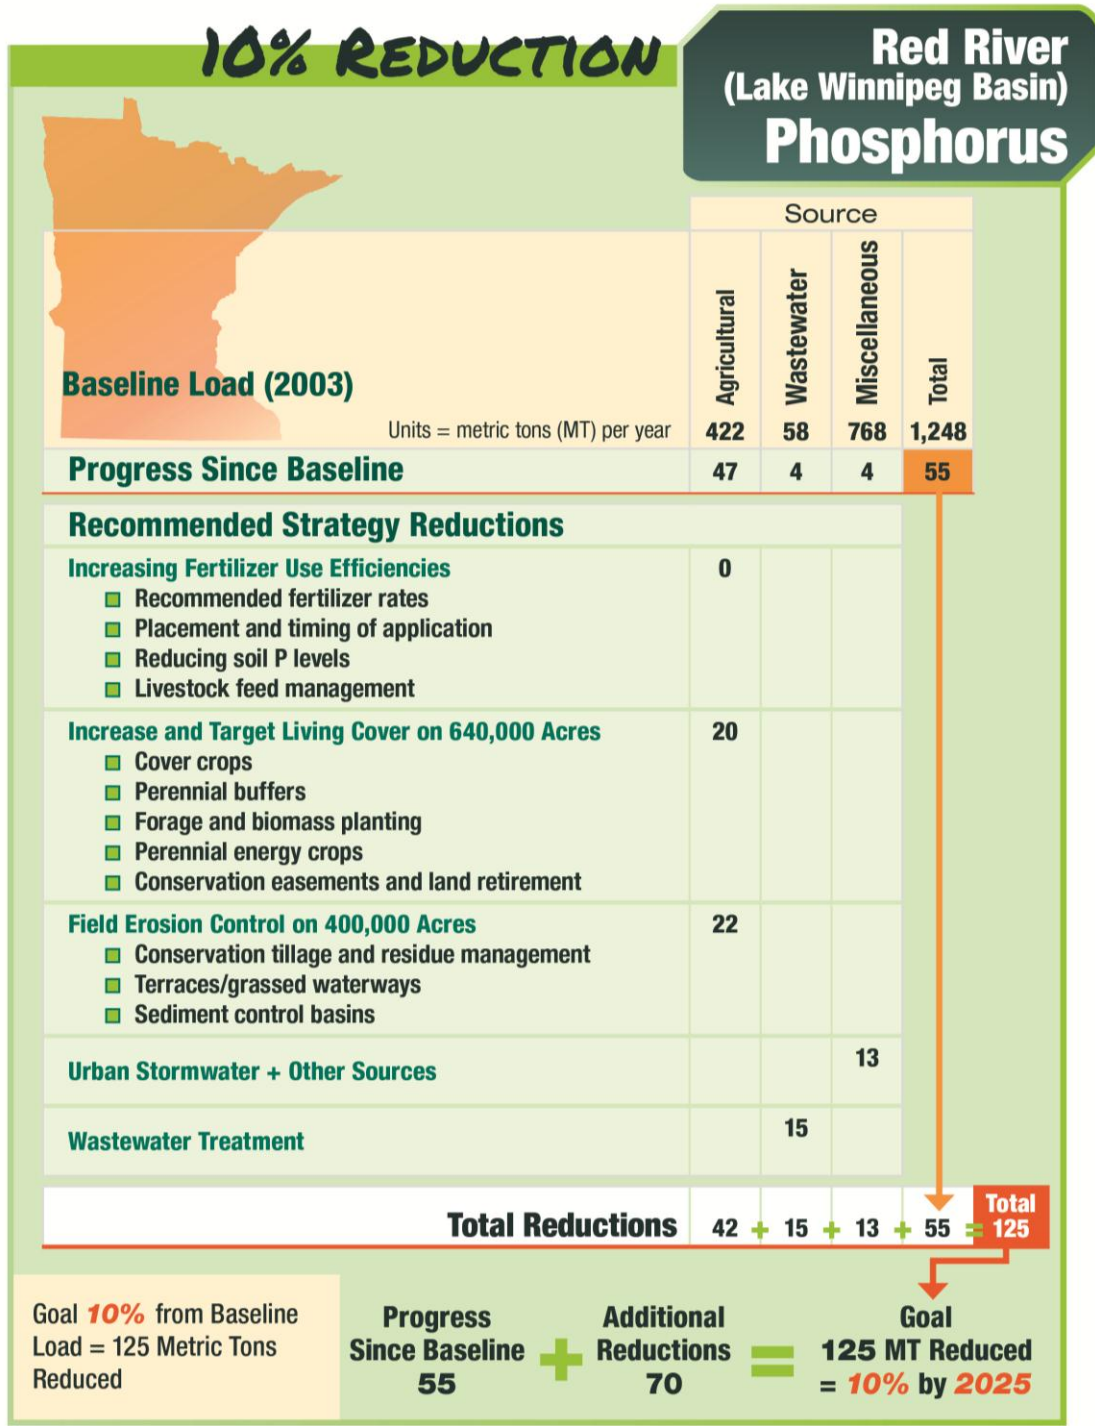 10% REDUCTION
Red River
(Lake Winnipeg Basin)
Phosphorus
Source
Agricultural
Wastewater
Miscellaneous
Total
Baseline Load (2003)
Units = metric tons (MT) per year 422 58 768 1,248
Progress Since Baseline 47 4 4 55
Recommended Strategy Reductions
Increasing Fertilizer Use Efficiencies 0
Recommended fertilizer rates
Placement and timing of application
Reducing soil P levels
Livestock feed management
Increase and Target Living Cover on 640,000 Acres 20
Cover crops
Perennial buffers
Forage and biomass planting
Perennial energy crops
Conservation easements and land retirement
Field Erosion Control on 400,000 Acres 22
Conservation tillage and residue management
Terraces/grassed waterways
Sediment control basins
Urban Stormwater + Other Sources 13
Wastewater Treatment 15
Total Reductions 42 + 15 + 13 + 55 = Total 125
Goal 10% from Baseline
Load = 125 Metric Tons
Reduced
Progress
Since Baseline
55
+
Additional
Reductions
70
=
Goal
125 MT Reduced
= 10% by 2025